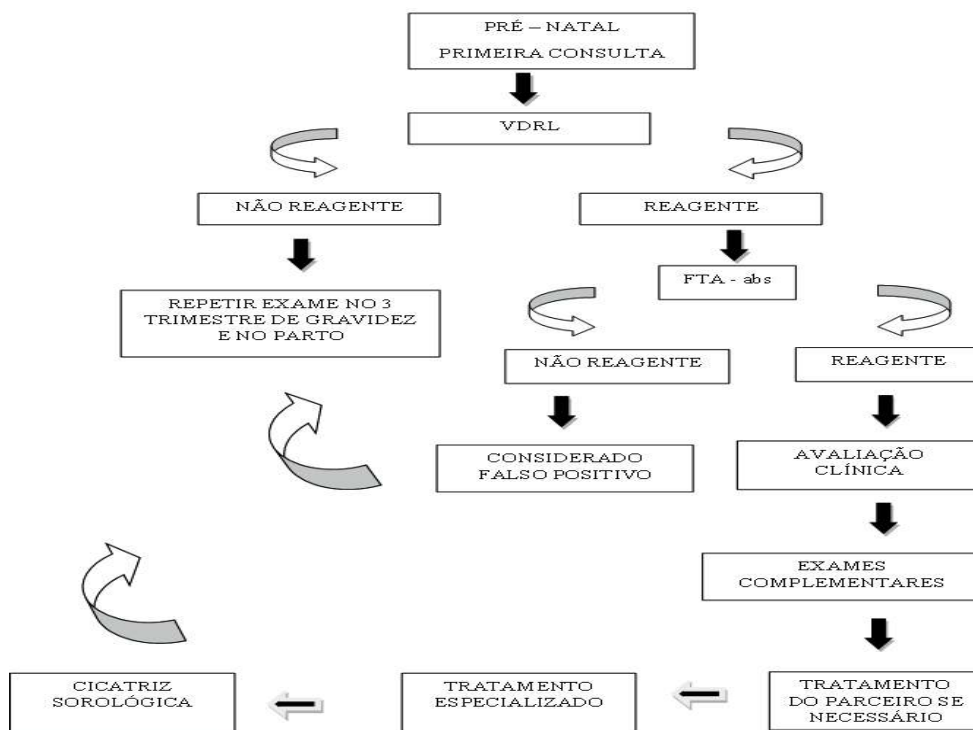 PRÉ – NATAL
PRIMEIRA CONSULTA
VDRL
NÃO REAGENTE
REAGENTE
FTA - abs
REPETIR EXAME NO 3
TRIMESTRE DE GRAVIDEZ
E NO PARTO
NÃO REAGENTE
REAGENTE
CONSIDERADO
FALSO POSITIVO
AVALIAÇÃO
CLÍNICA
EXAMES
COMPLEMENTARES
CICATRIZ
SOROLÓGICA
TRATAMENTO
ESPECIALIZADO
TRATAMENTO
DO PARCEIRO SE
NECESSÁRIO